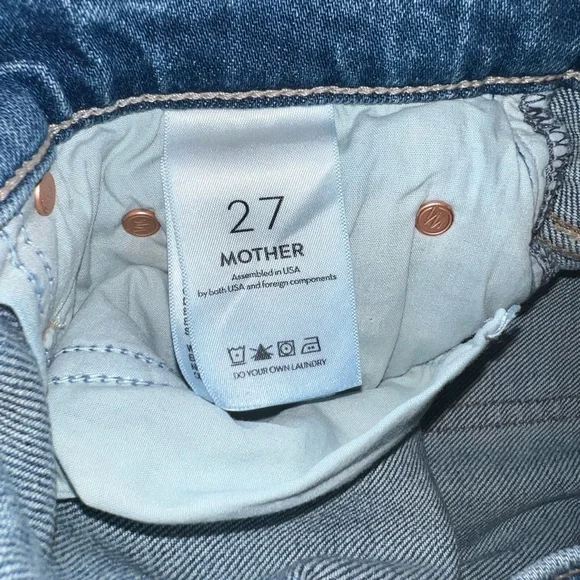 27
MOTHER
Assembled in USA
by both USA and foreign components
DO YOUR OWN LAUNDRY